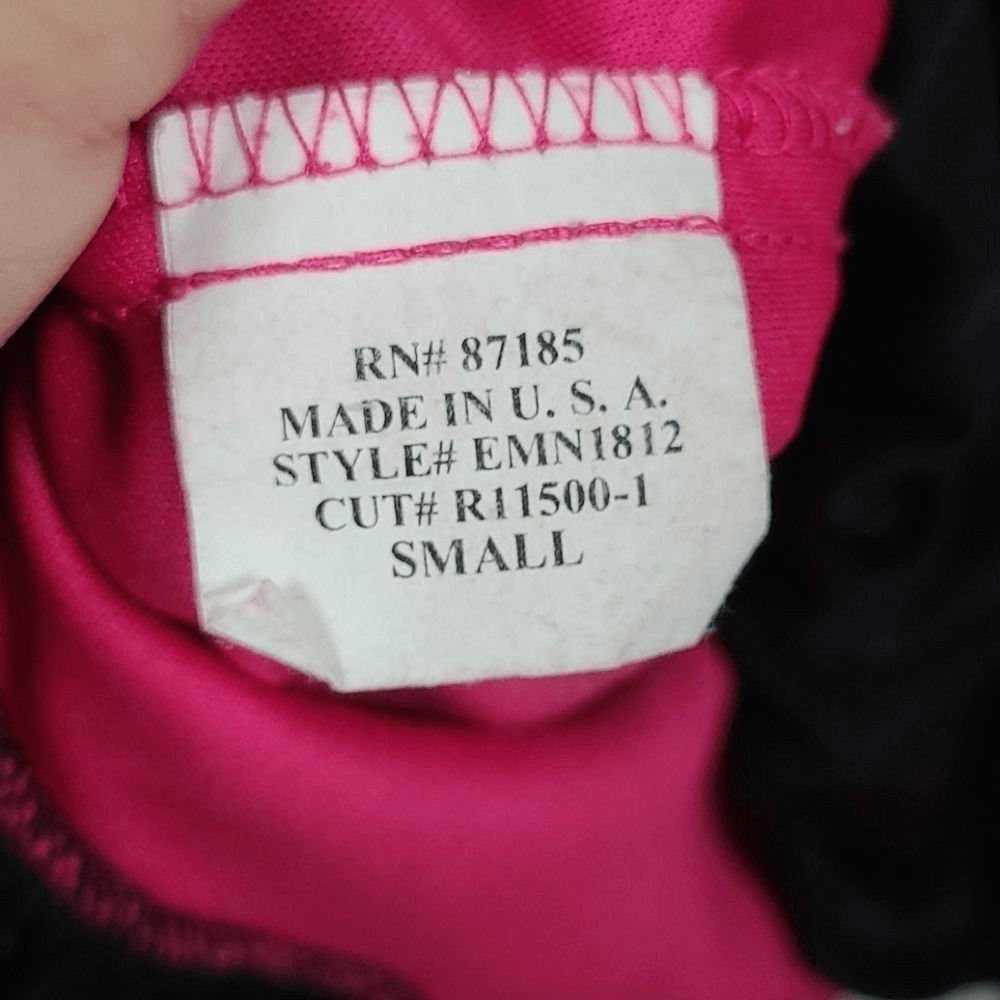 RN# 87185
MADE IN U. S. A.
STYLE# EMN1812
CUT# R11500-1
SMALL